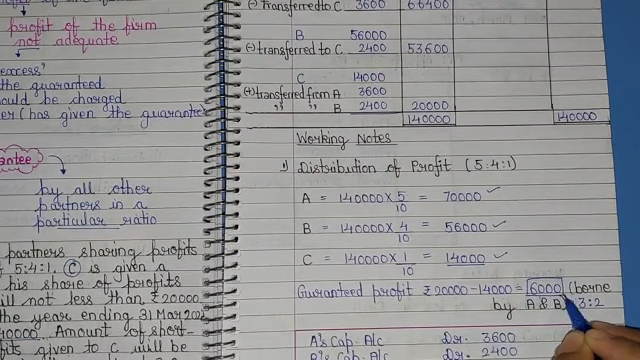 profit of the firm
not adequate
excess?
the guaranteed
ould be charged
er (has given the guarantee
antee
by all other
partners in a
particular ratio
partners sharing profits
5:4:1. C is given a
his share of profits
ill not less than ₹20000
the year ending 31 Mar 202
40000. Amount of short-
fits given to C will be
(-) Transferred to C 3600 66400
B 56000
(-) transferred to C 2400 53600
C 14000
(+) transferred from A 3600
" " B 2400 20000
140000 140000
Working Notes
1) Distribution of Profit (5:4:1)
A = 140000 × 5/10 = 70000 ✓
B = 140000 × 4/10 = 56000 ✓
C = 140000 × 1/10 = 14000 ✓
Guranteed profit ₹20000 - 14000 = 6000 (borne
by A & B 3:2
A's Cap. A/c Dr. 3600
B's Cap. A/c Dr. 2400